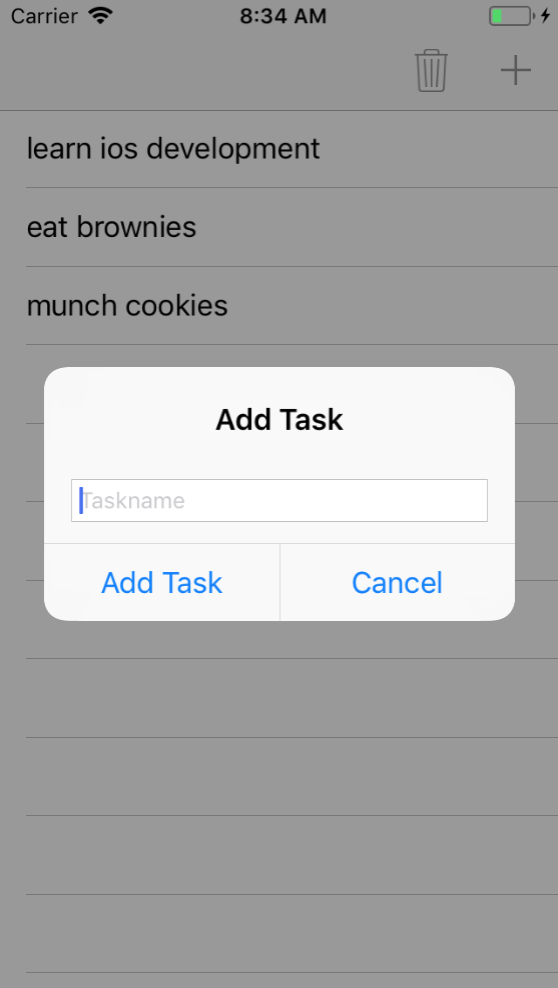 Carrier 8:34 AM
learn ios development
eat brownies
munch cookies
Add Task
Taskname
Add Task Cancel